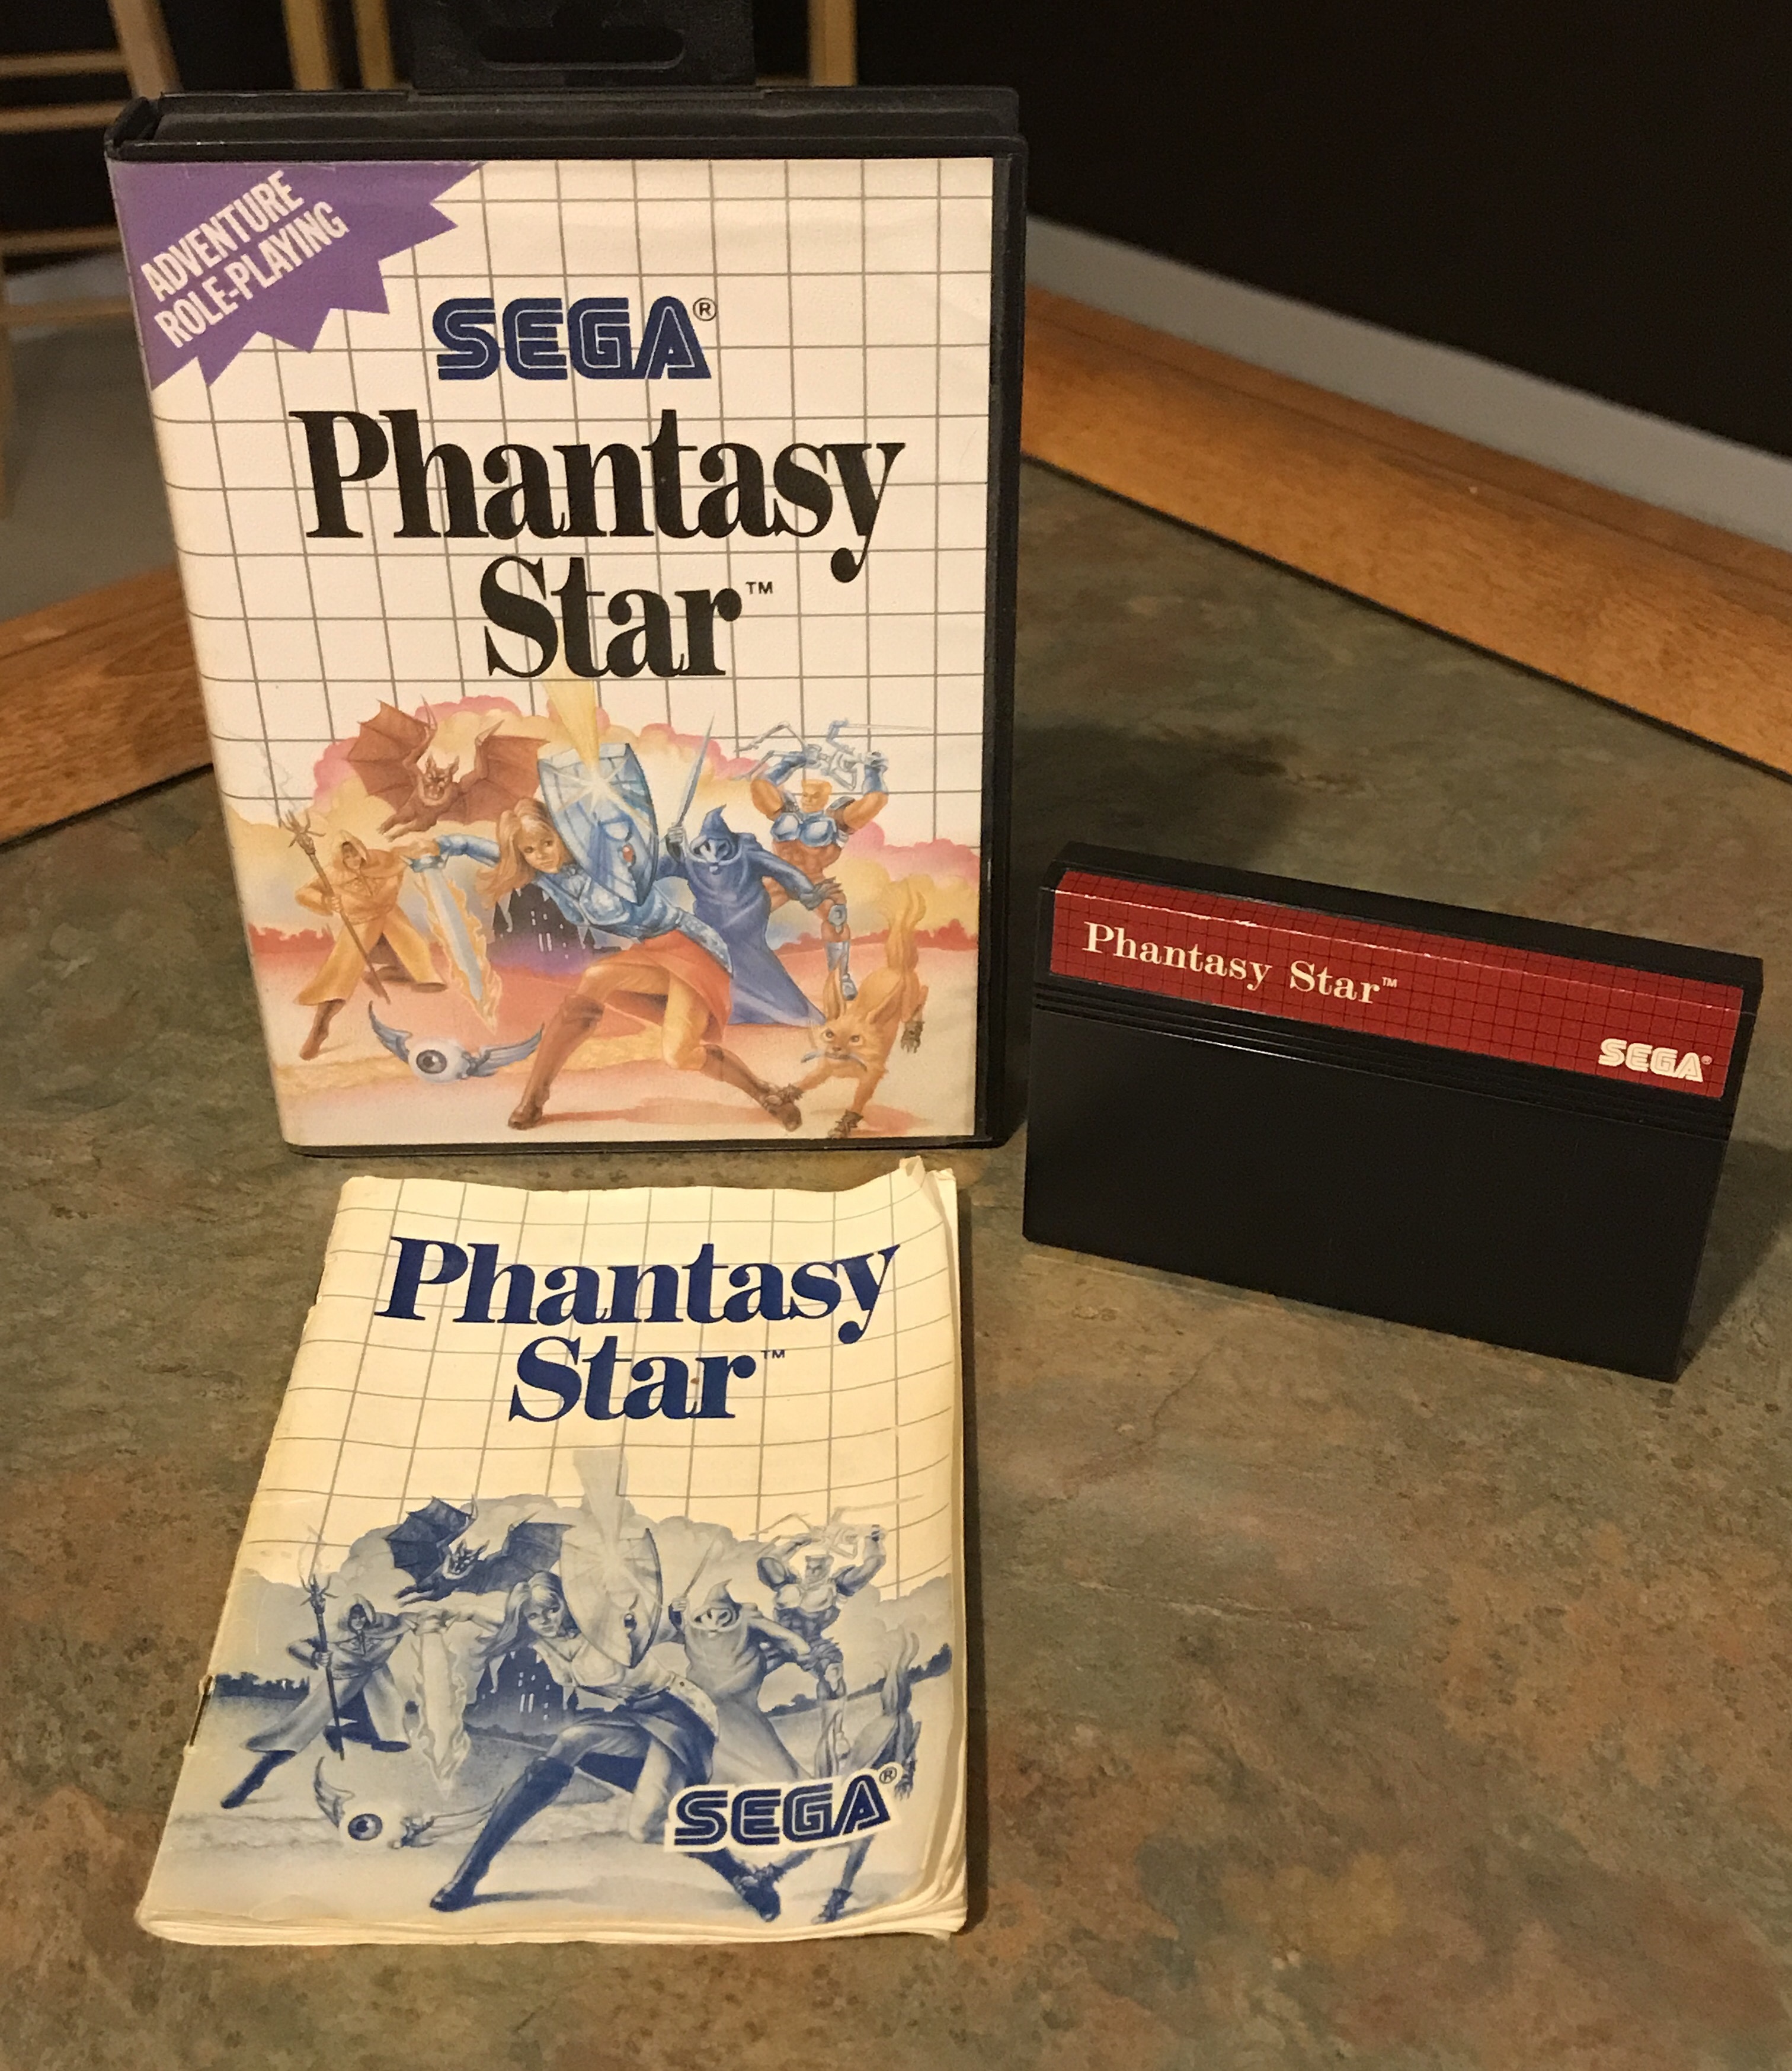 ADVENTURE
ROLE-PLAYING
SEGA®
Phantasy
Star™
Phantasy Star™
SEGA®
Phantasy
Star™
SEGA®